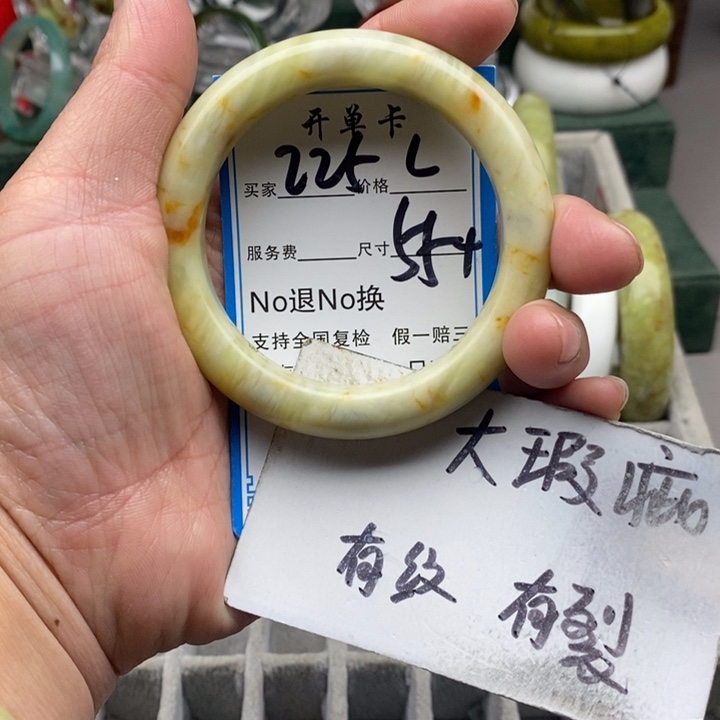 开单卡
买家 225 价格 L
服务费 尺寸 55+
No退No换
支持全国复检 假一赔三
大瑕疵
有纹 有裂